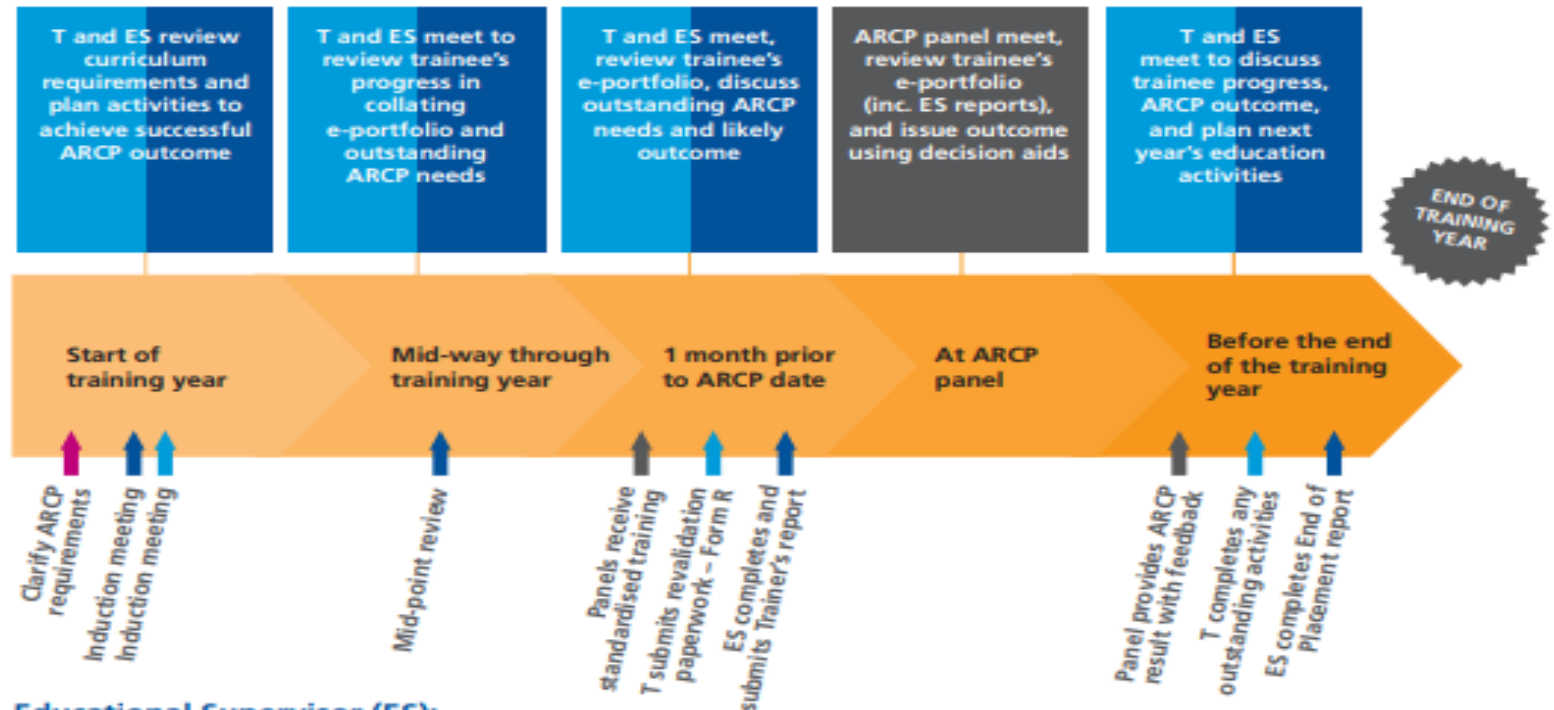 T and ES review
curriculum
requirements and
plan activities to
achieve successful
ARCP outcome
T and ES meet to
review trainee's
progress in
collating
e-portfolio and
outstanding
ARCP needs
T and ES meet,
review trainee's
e-portfolio, discuss
outstanding ARCP
needs and likely
outcome
ARCP panel meet,
review trainee's
e-portfolio
(inc. ES reports),
and issue outcome
using decision aids
T and ES
meet to discuss
trainee progress,
ARCP outcome,
and plan next
year's education
activities
END OF
TRAINING
YEAR
Start of
training year
Mid-way through
training year
1 month prior
to ARCP date
At ARCP
panel
Before the end
of the training
year
Clarify ARCP
requirements
Induction meeting
Induction meeting
Mid-point review
Panels receive
standardised training
T submits revalidation
paperwork – Form R
ES completes and
submits Trainer's report
Panel provides ARCP
result with feedback
T completes any
outstanding activities
ES completes End of
Placement report
Educational Supervisor (ES):